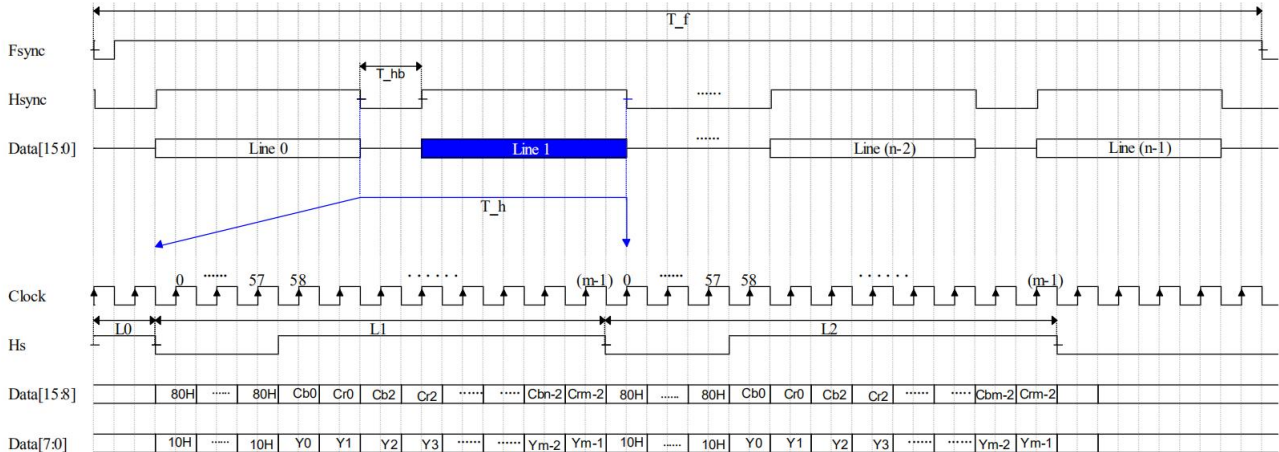 T_f
Fsync
T_hb
Hsync ......
Data[15:0] Line 0 Line 1 ...... Line (n-2) Line (n-1)
T_h
0 ...... 57 58 ...... (m-1) 0 ...... 57 58 ...... (m-1)
Clock
L0 L1 L2
Hs
Data[15:8] 80H ...... 80H Cb0 Cr0 Cb2 Cr2 ...... ...... Cbn-2 Crm-2 80H ...... 80H Cb0 Cr0 Cb2 Cr2 ...... ...... Cbm-2 Crm-2
Data[7:0] 10H ...... 10H Y0 Y1 Y2 Y3 ...... ...... Ym-2 Ym-1 10H ...... 10H Y0 Y1 Y2 Y3 ...... ...... Ym-2 Ym-1